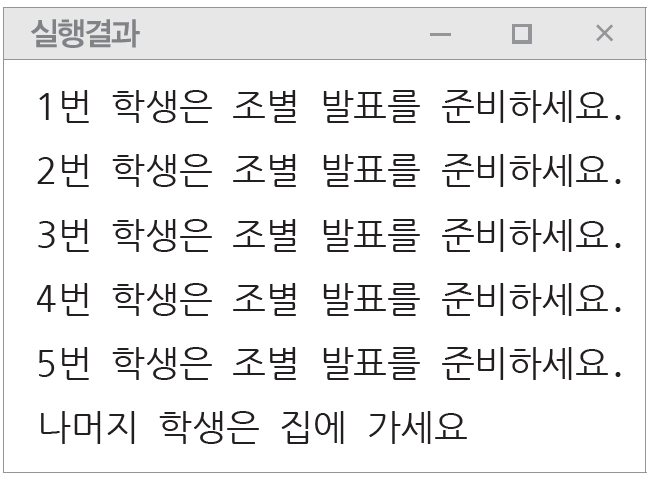 실행결과
1번 학생은 조별 발표를 준비하세요.
2번 학생은 조별 발표를 준비하세요.
3번 학생은 조별 발표를 준비하세요.
4번 학생은 조별 발표를 준비하세요.
5번 학생은 조별 발표를 준비하세요.
나머지 학생은 집에 가세요